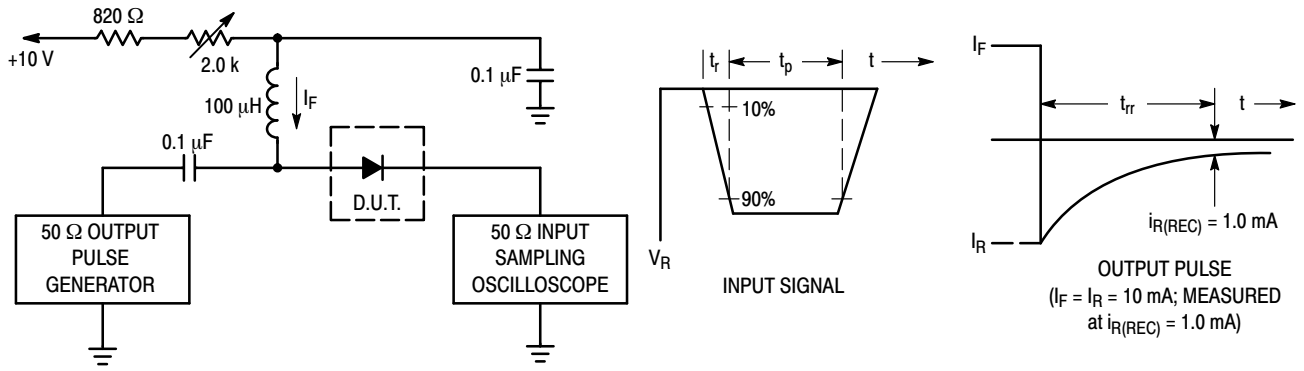 820 Ω
+10 V
2.0 k
100 μH
I_F
0.1 μF
0.1 μF
D.U.T.
50 Ω OUTPUT
PULSE
GENERATOR
50 Ω INPUT
SAMPLING
OSCILLOSCOPE
t_r
t_p
t
10%
90%
V_R
INPUT SIGNAL
I_F
t_rr
t
I_R
i_R(REC) = 1.0 mA
OUTPUT PULSE
(I_F = I_R = 10 mA; MEASURED
at i_R(REC) = 1.0 mA)